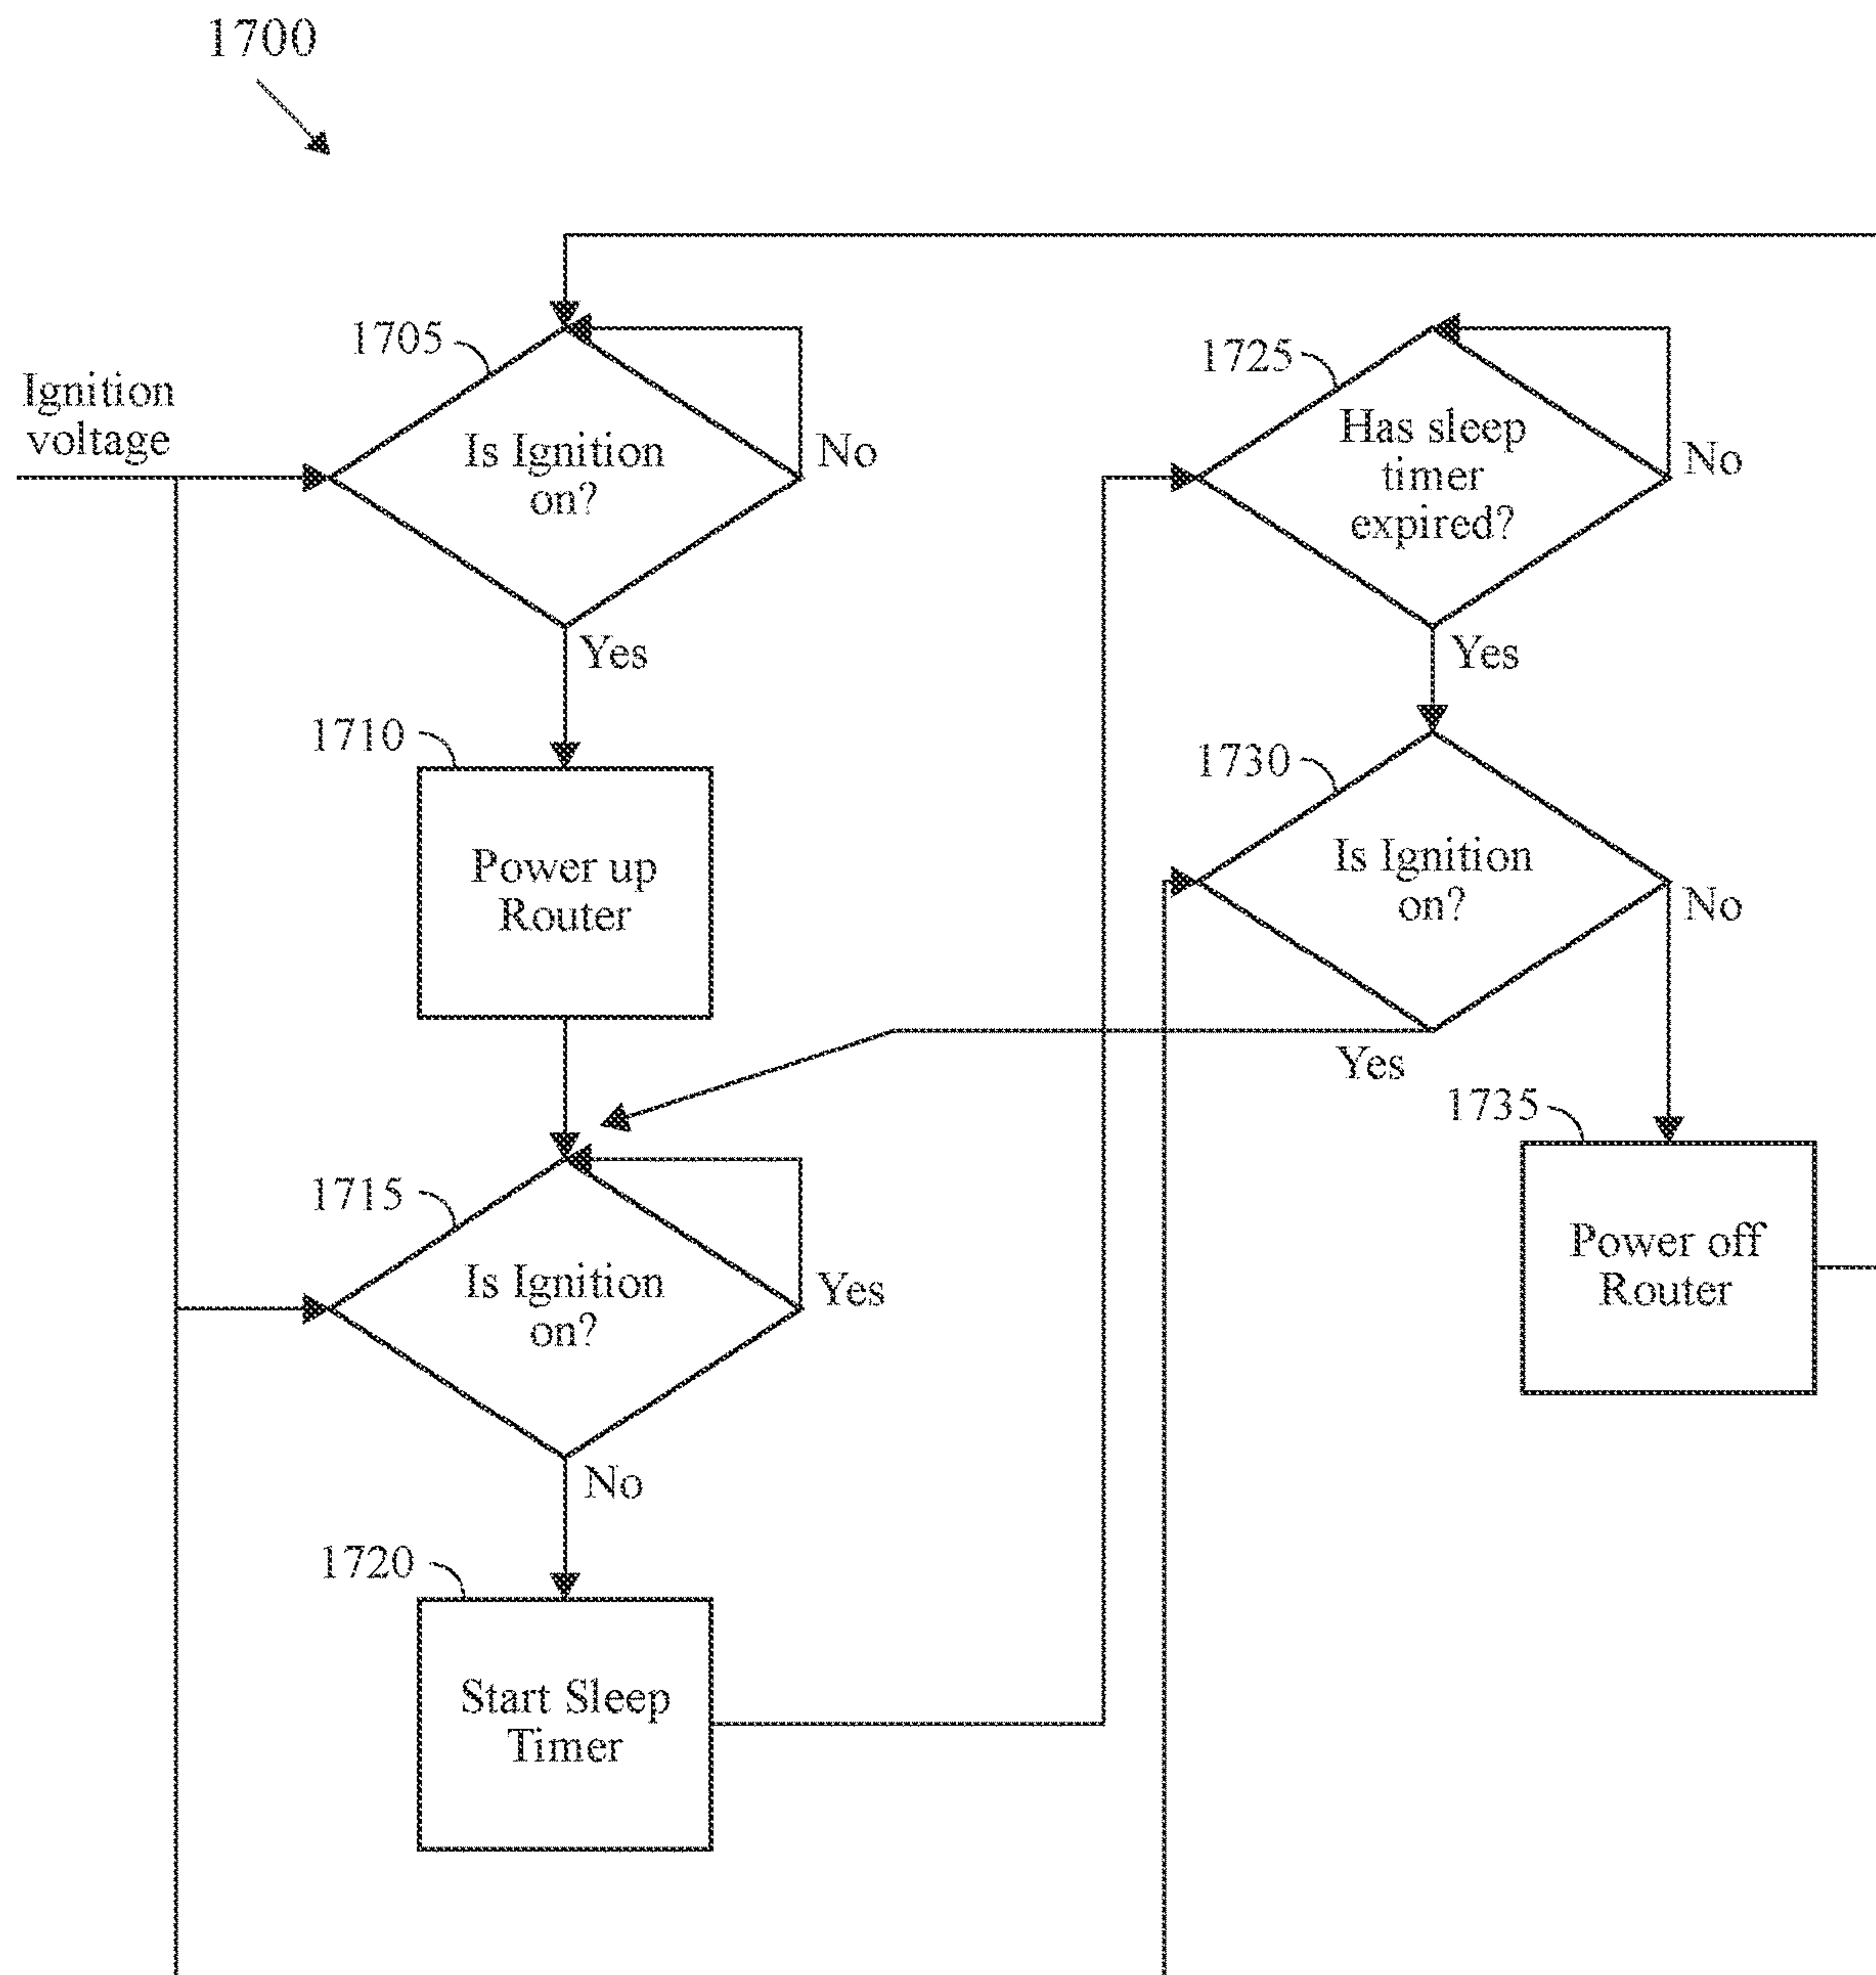 1700
Ignition
voltage
1705
Is Ignition
on?
No
Yes
1710
Power up
Router
1715
Is Ignition
on?
Yes
No
1720
Start Sleep
Timer
1725
Has sleep
timer
expired?
No
Yes
1730
Is Ignition
on?
No
Yes
1735
Power off
Router